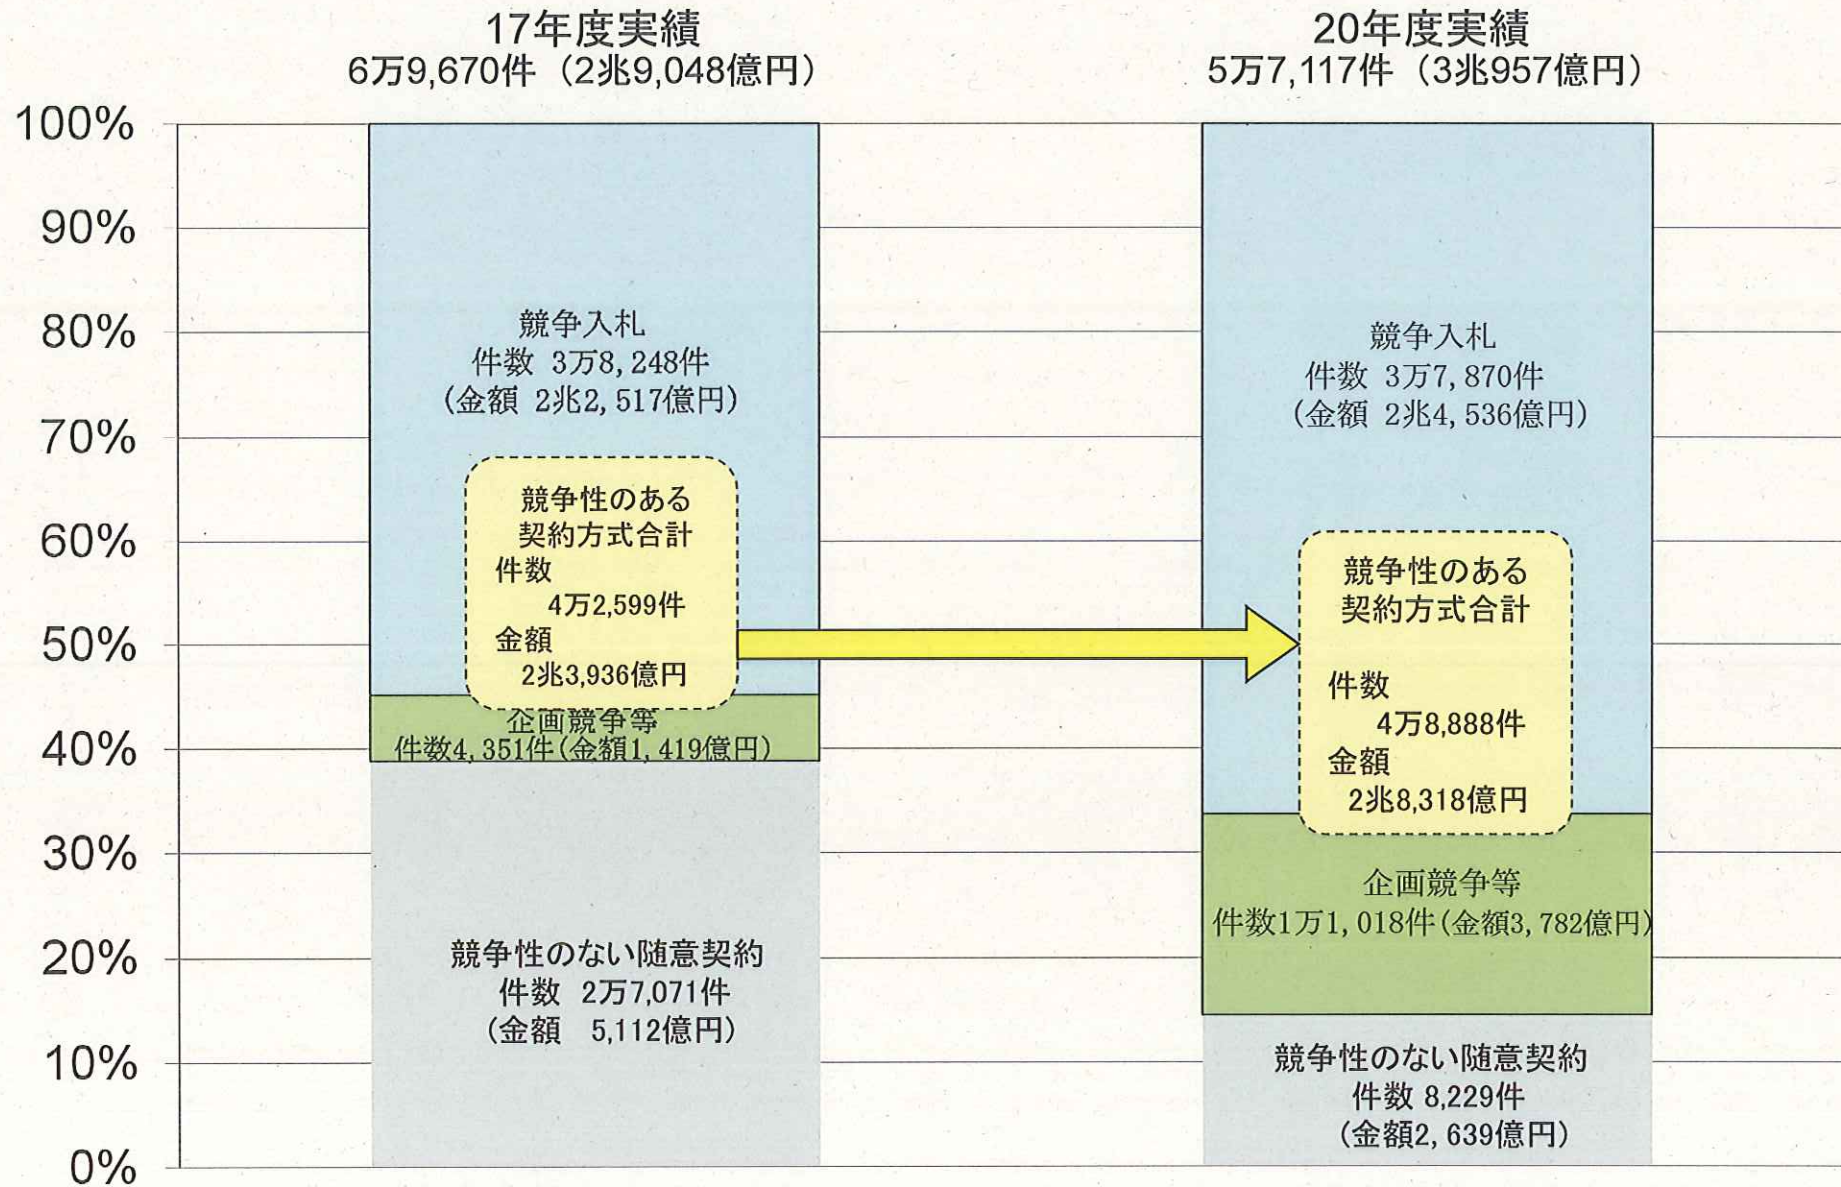 17年度実績
6万9,670件（2兆9,048億円）
20年度実績
5万7,117件（3兆957億円）
100%
90%
80%
70%
60%
50%
40%
30%
20%
10%
0%
競争入札
件数 3万8,248件
(金額 2兆2,517億円)
競争性のある
契約方式合計
件数
4万2,599件
金額
2兆3,936億円
企画競争等
件数4,351件(金額1,419億円)
競争性のない随意契約
件数 2万7,071件
(金額 5,112億円)
競争入札
件数 3万7,870件
(金額 2兆4,536億円)
競争性のある
契約方式合計
件数
4万8,888件
金額
2兆8,318億円
企画競争等
件数1万1,018件(金額3,782億円)
競争性のない随意契約
件数 8,229件
(金額2,639億円)